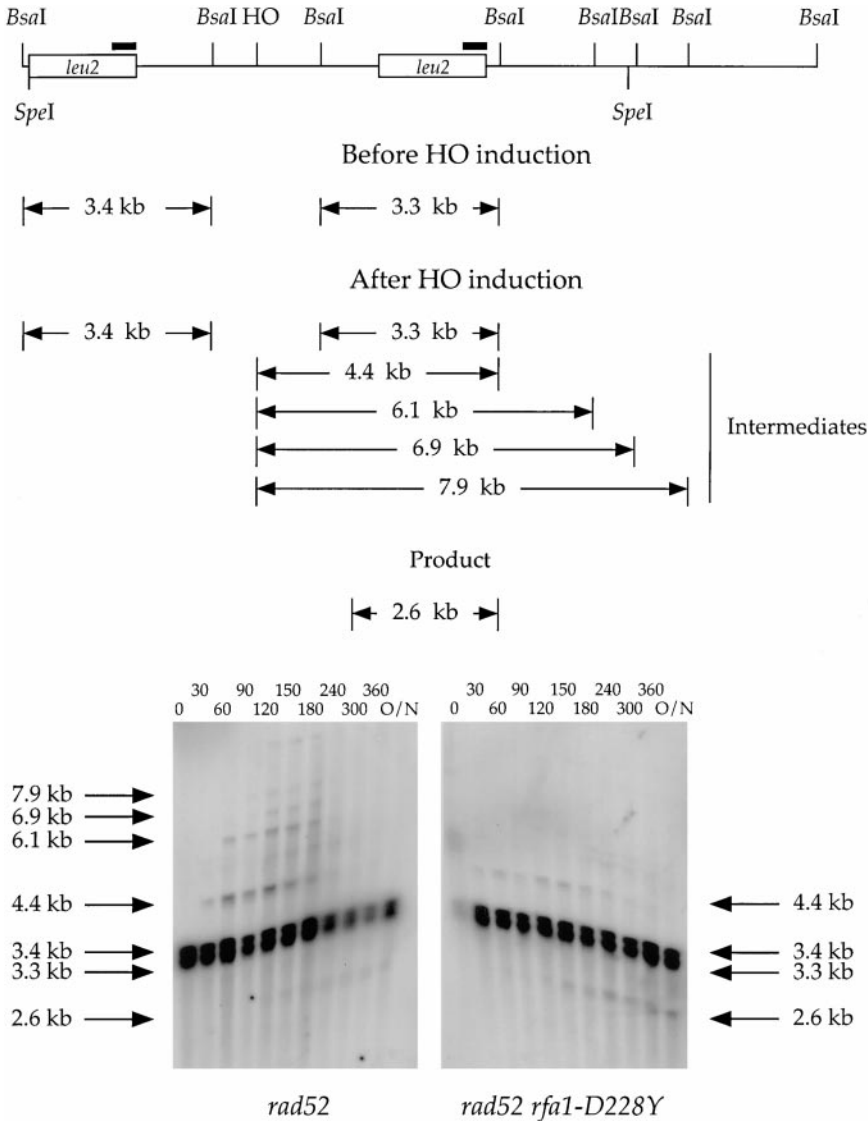 BsaI BsaI HO BsaI BsaI BsaIBsaI BsaI BsaI
leu2 leu2
SpeI SpeI
Before HO induction
3.4 kb 3.3 kb
After HO induction
3.4 kb 3.3 kb
4.4 kb
6.1 kb
6.9 kb
7.9 kb
Intermediates
Product
2.6 kb
30 90 150 240 360
0 60 120 180 300 O/N
30 90 150 240 360
0 60 120 180 300 O/N
7.9 kb
6.9 kb
6.1 kb
4.4 kb
3.4 kb
3.3 kb
2.6 kb
4.4 kb
3.4 kb
3.3 kb
2.6 kb
rad52
rad52 rfa1-D228Y